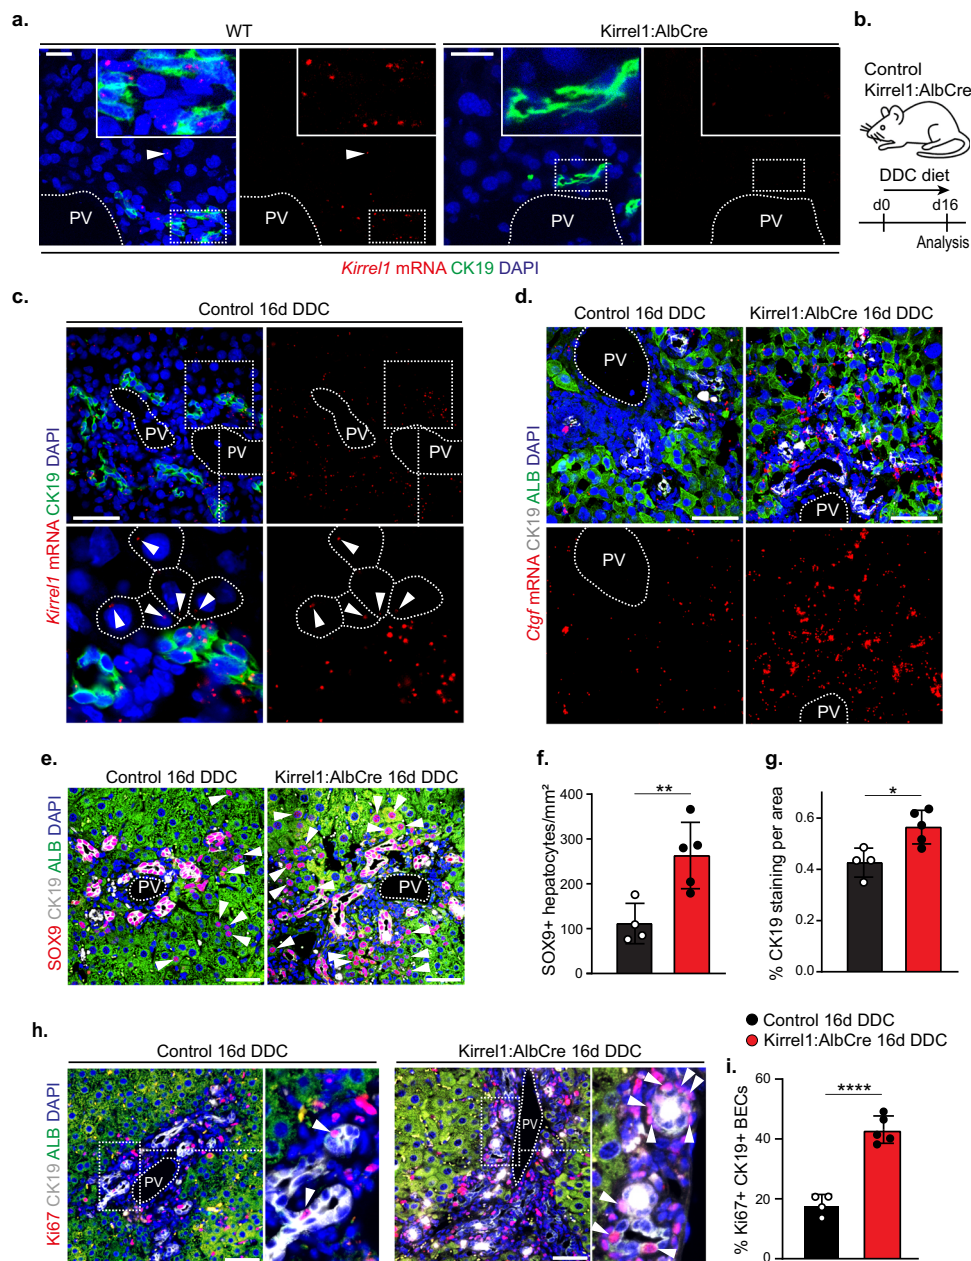 a.
WT
Kirrel1:AlbCre
PV
PV
PV
PV
Kirrel1 mRNA CK19 DAPI
b.
Control
Kirrel1:AlbCre
DDC diet
d0
d16
Analysis
c.
Control 16d DDC
Kirrel1 mRNA CK19 DAPI
PV
PV
PV
PV
d.
Control 16d DDC
Kirrel1:AlbCre 16d DDC
Ctgf mRNA CK19 ALB DAPI
PV
PV
PV
PV
e.
Control 16d DDC
Kirrel1:AlbCre 16d DDC
SOX9 CK19 ALB DAPI
PV
PV
f.
SOX9+ hepatocytes/mm²
400
300
200
100
0
**
g.
% CK19 staining per area
0.8
0.6
0.4
0.2
0.0
*
h.
Control 16d DDC
Kirrel1:AlbCre 16d DDC
Ki67 CK19 ALB DAPI
PV
PV
Control 16d DDC
Kirrel1:AlbCre 16d DDC
i.
% Ki67+ CK19+ BECs
60
40
20
0
****